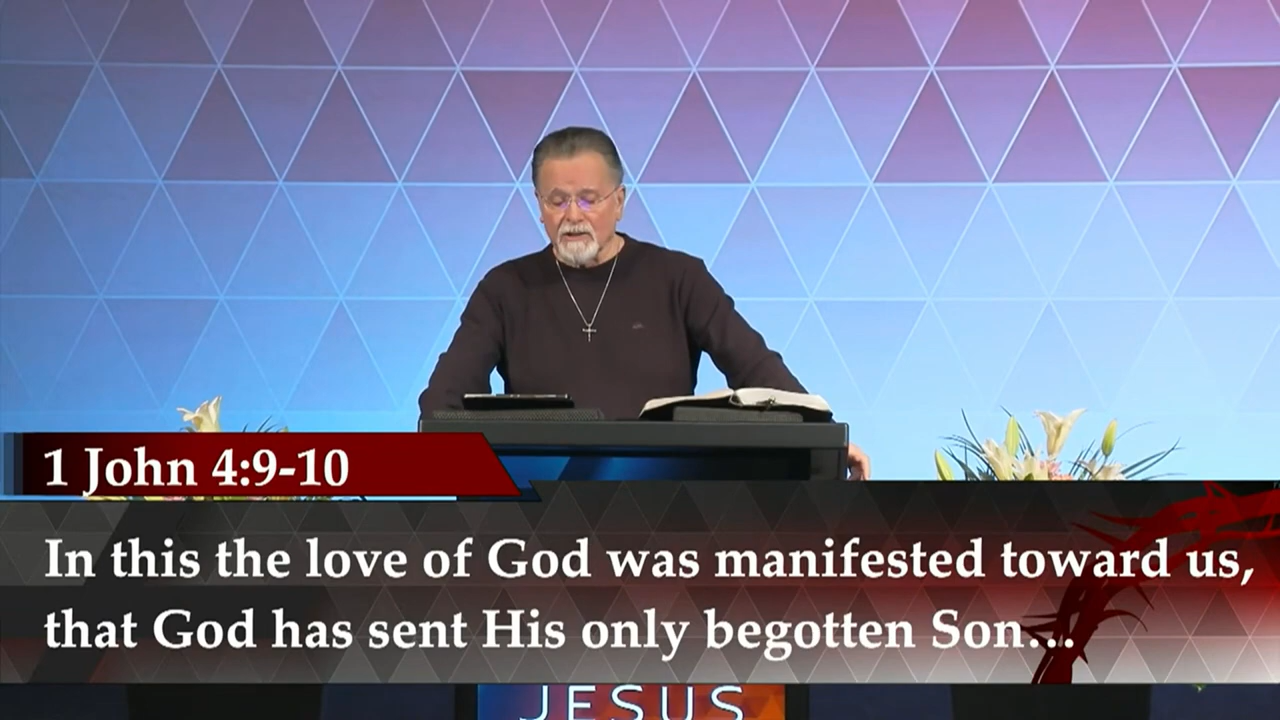 1 John 4:9-10
In this the love of God was manifested toward us,
that God has sent His only begotten Son...
JESUS